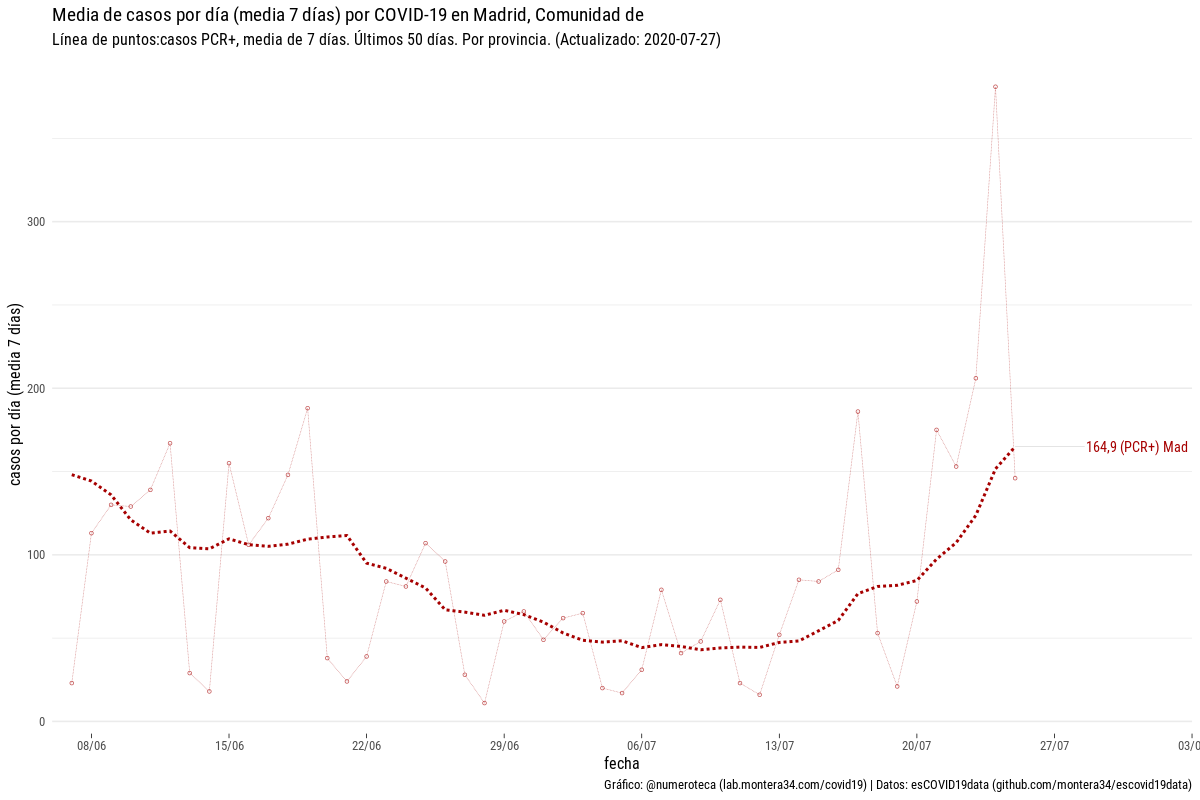 Media de casos por día (media 7 días) por COVID-19 en Madrid, Comunidad de
Línea de puntos:casos PCR+, media de 7 días. Últimos 50 días. Por provincia. (Actualizado: 2020-07-27)
casos por día (media 7 días)
300
200
100
0
164,9 (PCR+) Mad
08/06
15/06
22/06
29/06
06/07
13/07
20/07
27/07
03/0
fecha
Gráfico: @numeroteca (lab.montera34.com/covid19) | Datos: esCOVID19data (github.com/montera34/escovid19data)